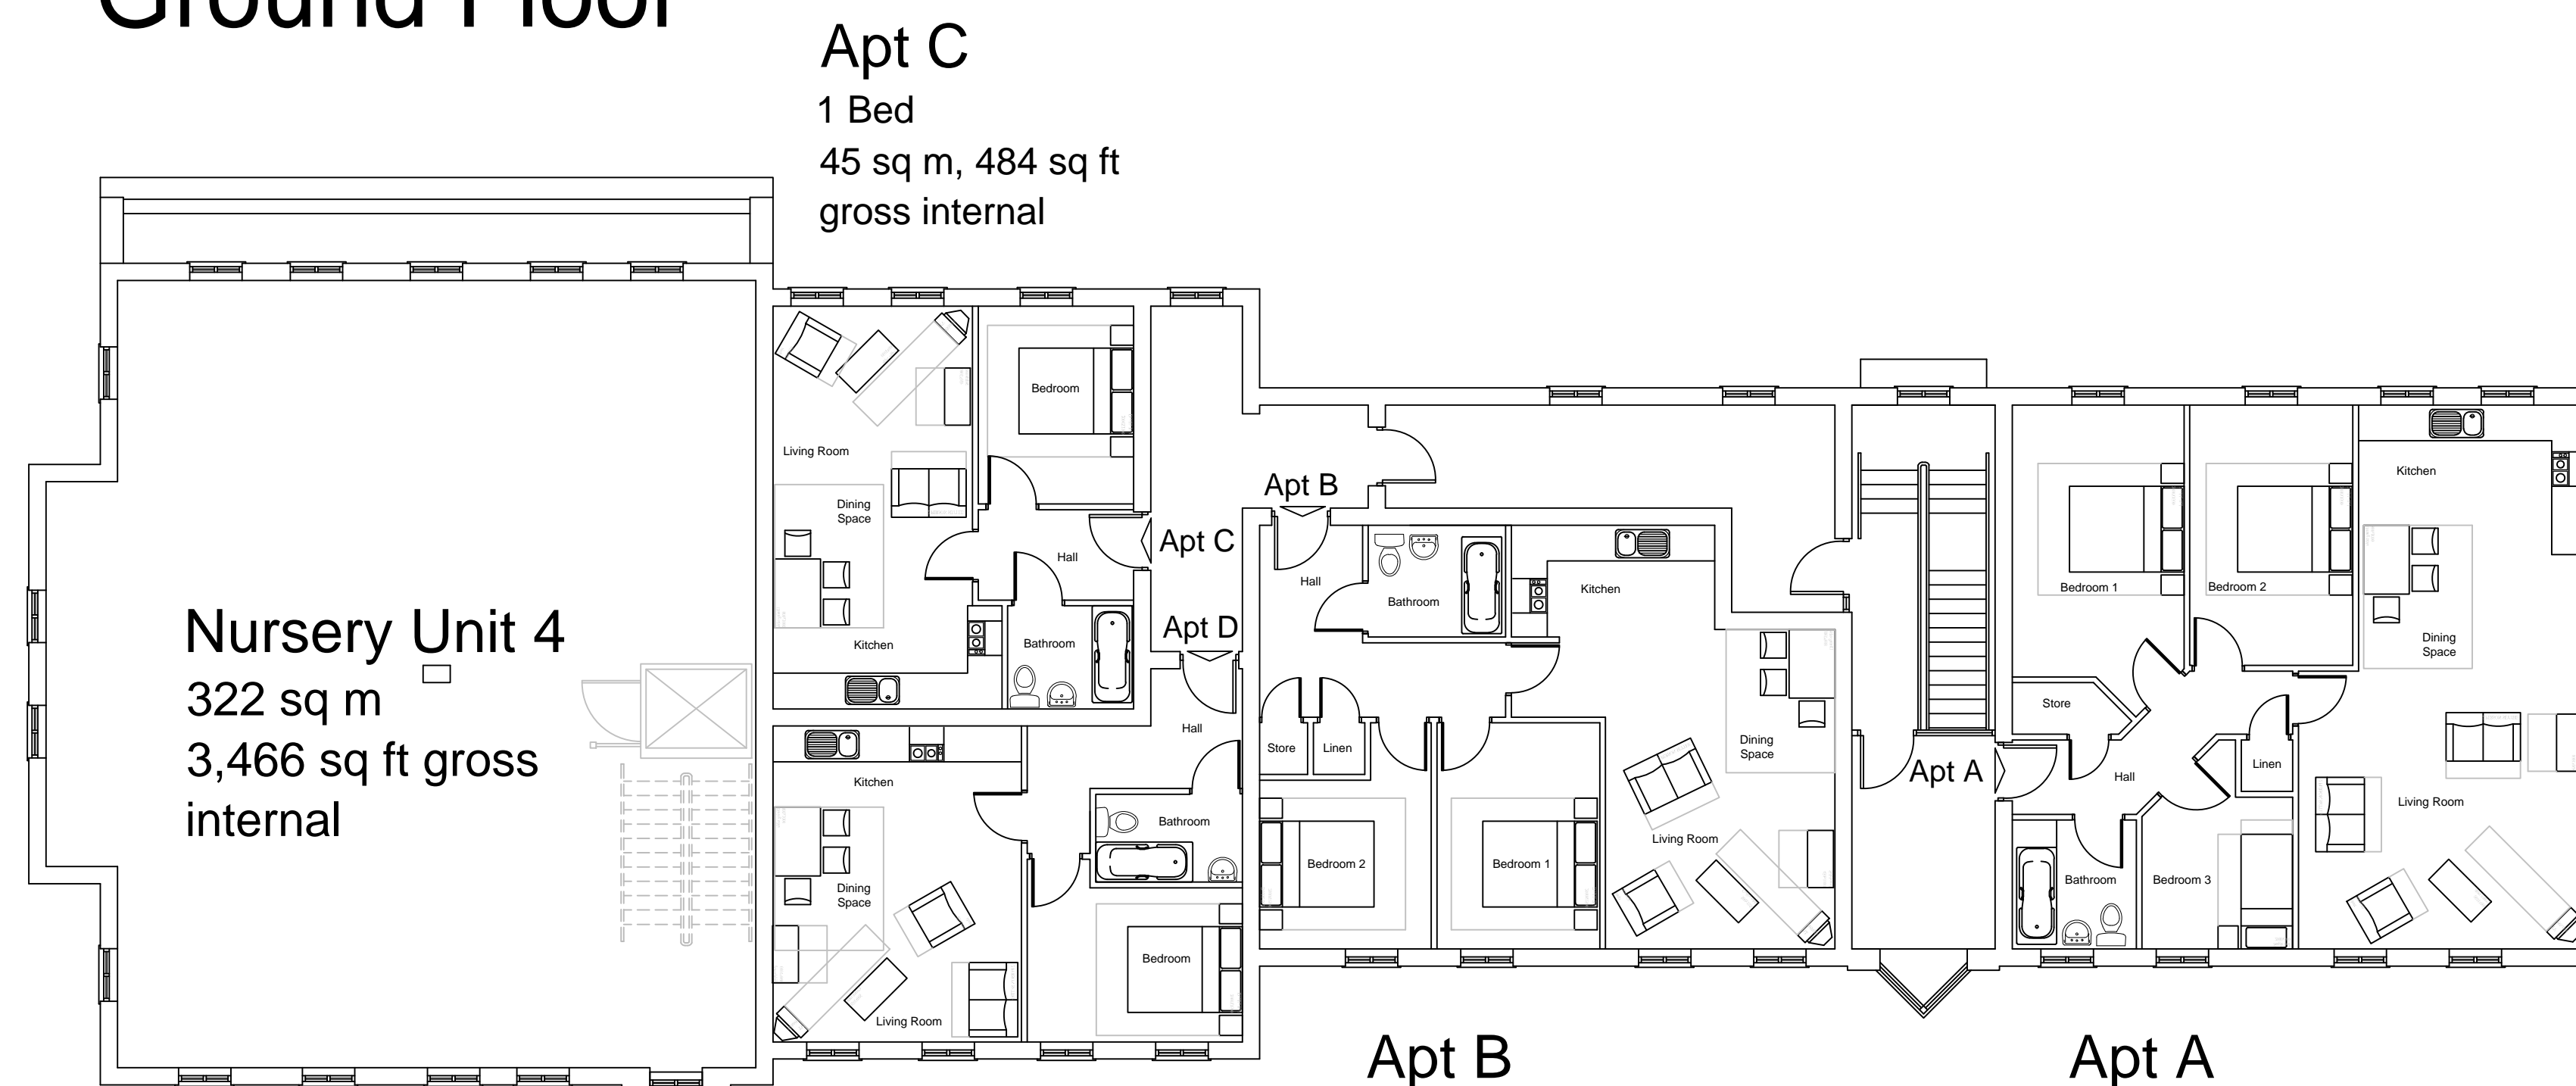 Ground Floor
Apt C
1 Bed
45 sq m, 484 sq ft
gross internal
Nursery Unit 4
322 sq m
3,466 sq ft gross
internal
Living Room
Dining
Space
Kitchen
Bedroom
Hall
Bathroom
Apt C
Apt D
Hall
Kitchen
Dining
Space
Living Room
Bathroom
Bedroom
Apt B
Hall
Bathroom
Kitchen
Store
Linen
Dining
Space
Living Room
Bedroom 2
Bedroom 1
Apt A
Bedroom 1
Bedroom 2
Kitchen
Dining
Space
Store
Hall
Linen
Living Room
Bathroom
Bedroom 3
Apt B
Apt A